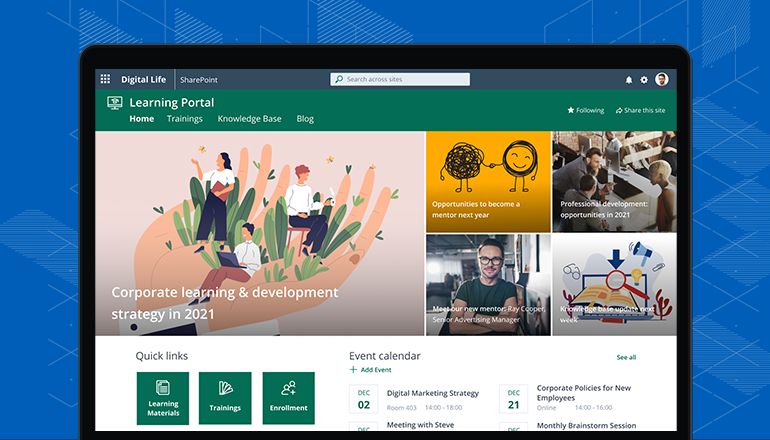 Digital Life
SharePoint
Search across sites
Learning Portal
Following
Share this site
Home
Trainings
Knowledge Base
Blog
Corporate learning & development
strategy in 2021
Opportunities to become a
mentor next year
Professional development:
opportunities in 2021
Meet our new mentor: Ray Cooper,
Senior Advertising Manager
Knowledge base update next
week
Quick links
Learning
Materials
Trainings
Enrollment
Event calendar
See all
+ Add Event
DEC
02
Digital Marketing Strategy
Room 403
14:00 - 18:00
DEC
21
Corporate Policies for New
Employees
Online
14:00 - 16:00
DEC
Meeting with Steve
DEC
Monthly Brainstorm Session